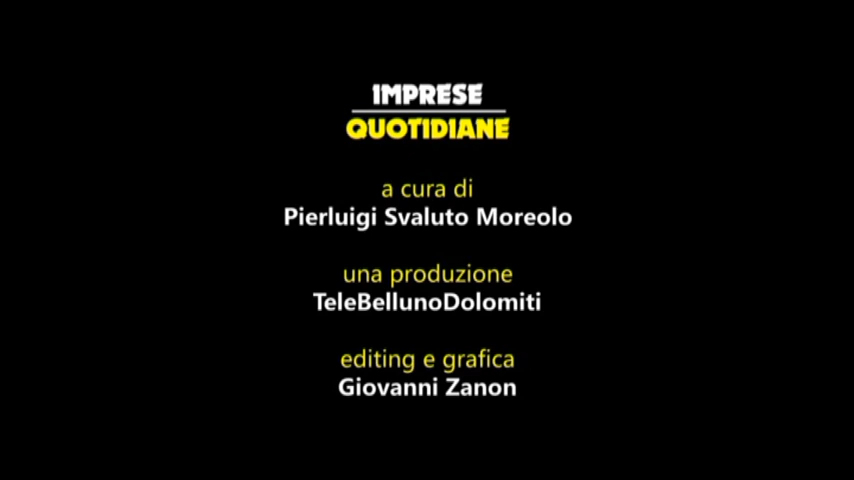 IMPRESE
QUOTIDIANE
a cura di
Pierluigi Svaluto Moreolo
una produzione
TeleBellunoDolomiti
editing e grafica
Giovanni Zanon